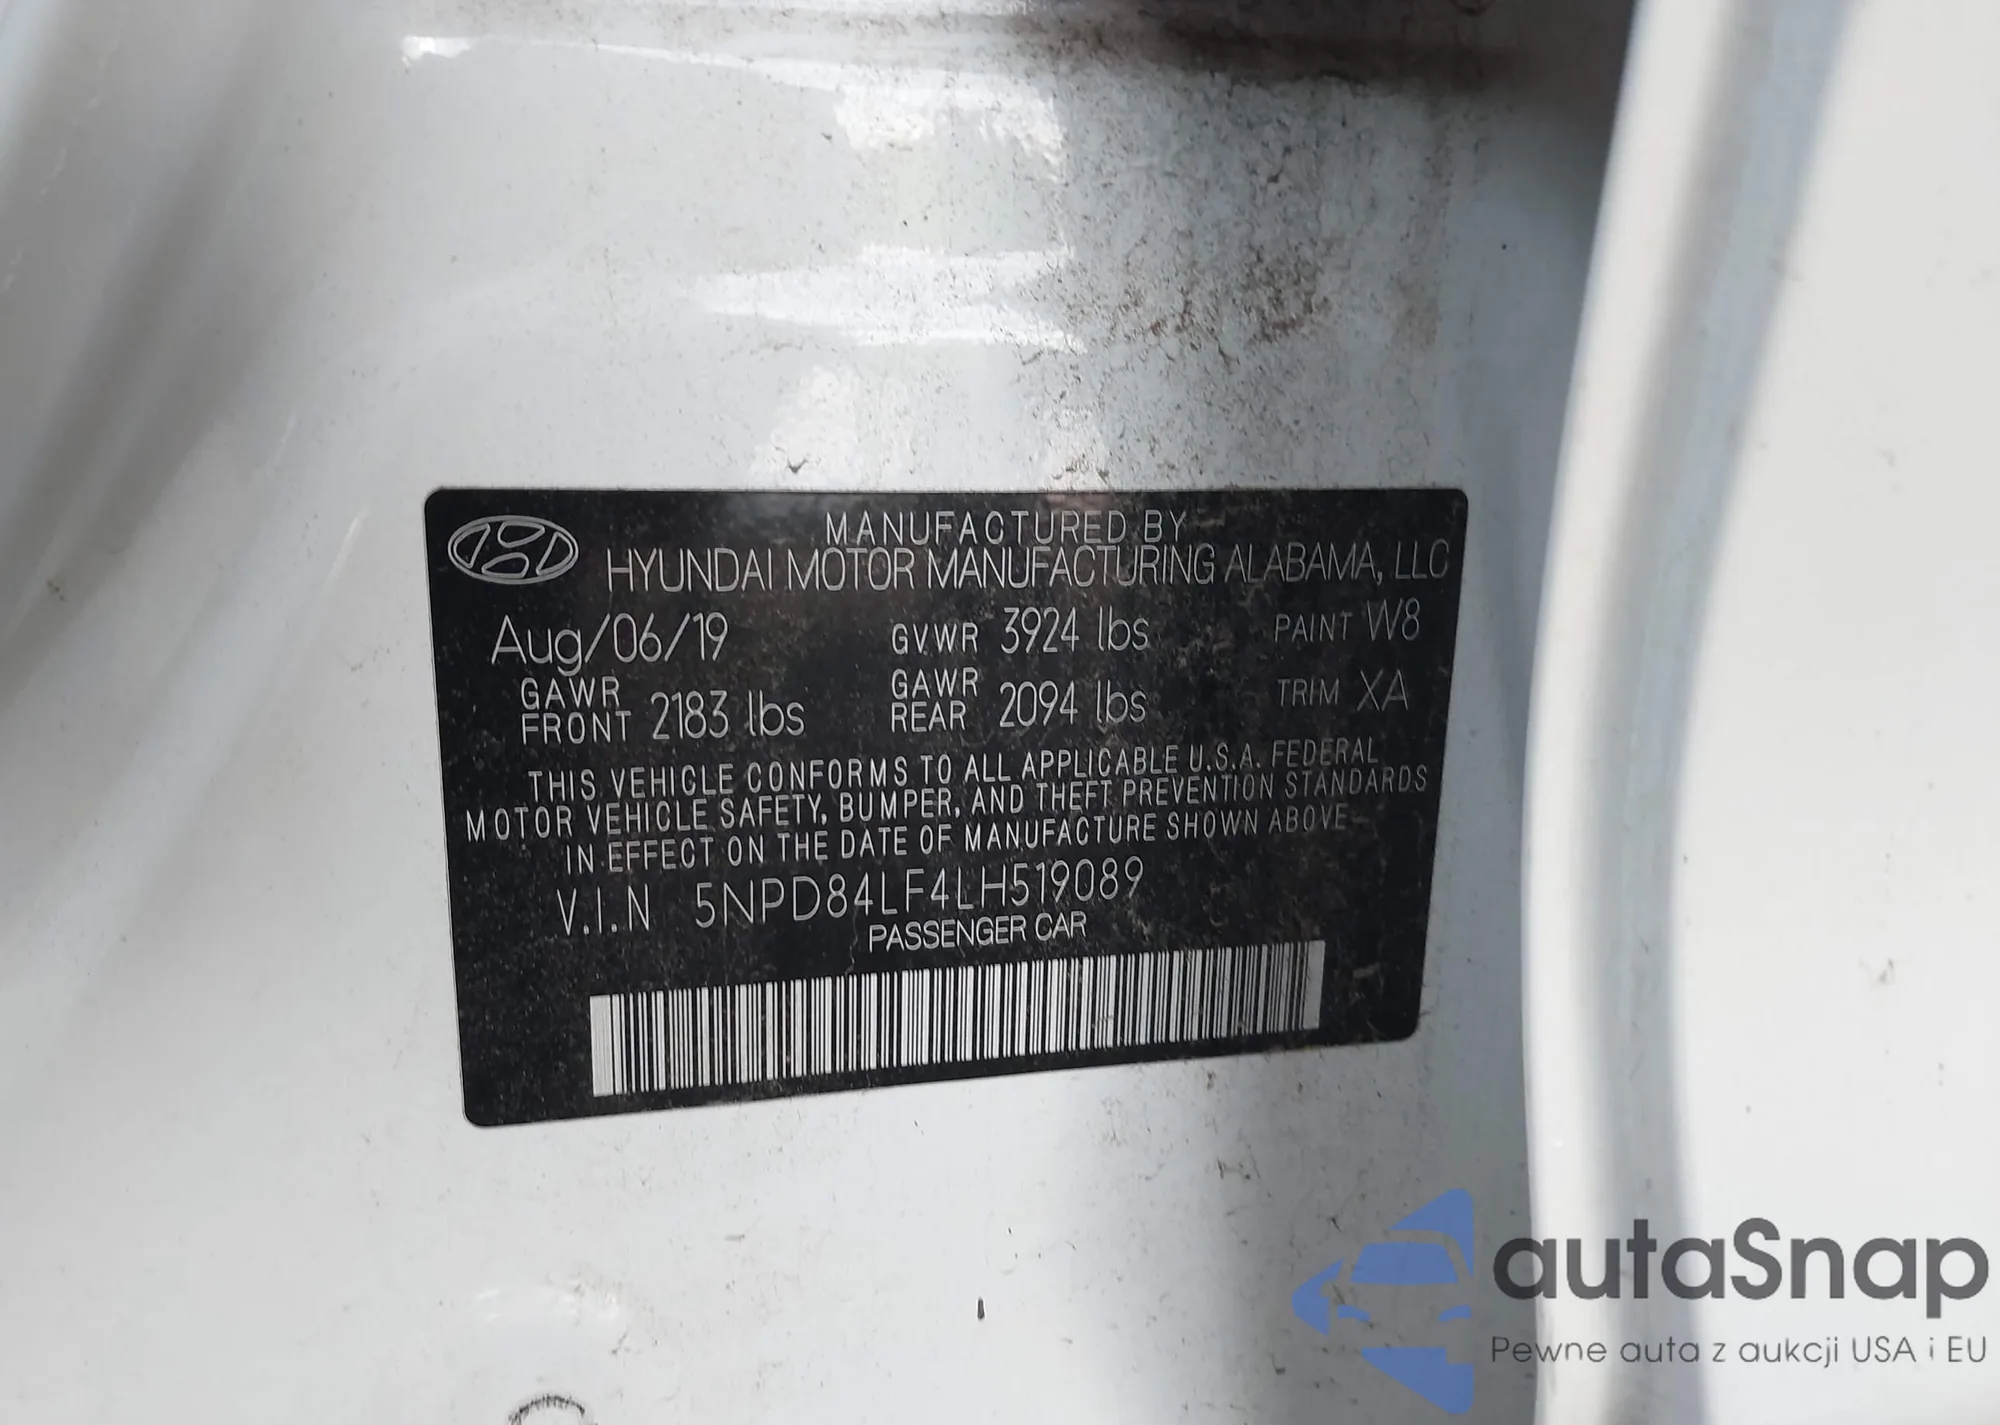 MANUFACTURED BY
HYUNDAI MOTOR MANUFACTURING ALABAMA, LLC
Aug/06/19 GVWR 3924 lbs PAINT W8
GAWR FRONT 2183 lbs GAWR REAR 2094 lbs TRIM XA
THIS VEHICLE CONFORMS TO ALL APPLICABLE U.S.A. FEDERAL
MOTOR VEHICLE SAFETY, BUMPER, AND THEFT PREVENTION STANDARDS
IN EFFECT ON THE DATE OF MANUFACTURE SHOWN ABOVE
V.I.N 5NPD84LF4LH519089
PASSENGER CAR
autaSnap
Pewne auta z aukcji USA i EU